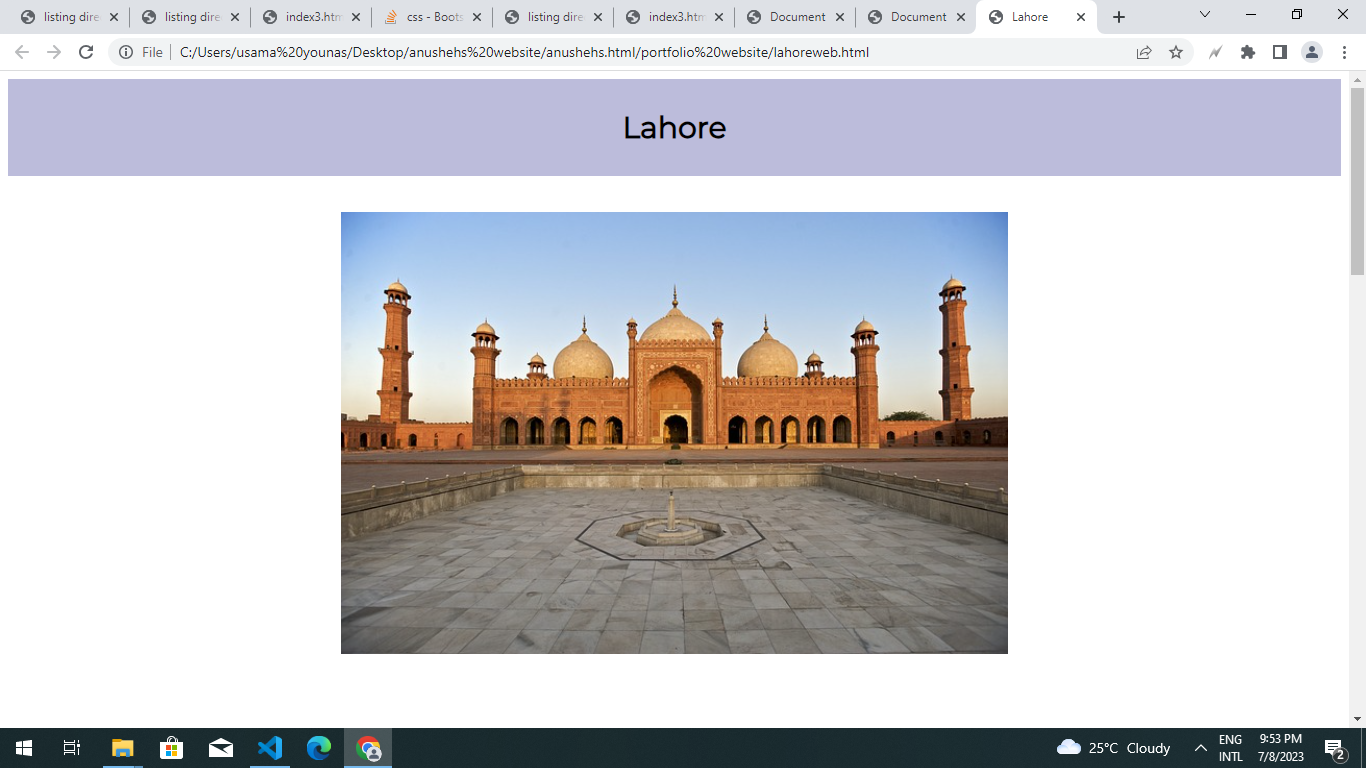 listing dire
listing dire
index3.htm
css - Boots
listing dire
index3.htm
Document
Document
Lahore
File
C:/Users/usama%20younas/Desktop/anushehs%20website/anushehs.html/portfolio%20website/lahoreweb.html
Lahore
25°C Cloudy
ENG
INTL
9:53 PM
7/8/2023
2